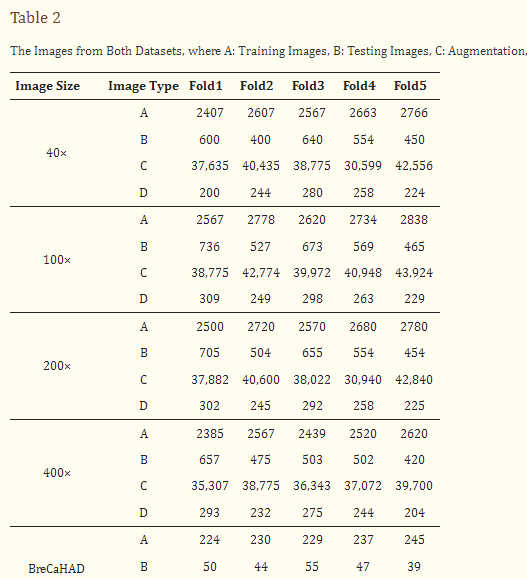 Table 2
The Images from Both Datasets, where A: Training Images, B: Testing Images, C: Augmentation,
Image Size Image Type Fold1 Fold2 Fold3 Fold4 Fold5
A 2407 2607 2567 2663 2766
B 600 400 640 554 450
40×
C 37,635 40,435 38,775 30,599 42,556
D 200 244 280 258 224
A 2567 2778 2620 2734 2838
B 736 527 673 569 465
100×
C 38,775 42,774 39,972 40,948 43,924
D 309 249 298 263 229
A 2500 2720 2570 2680 2780
B 705 504 655 554 454
200×
C 37,882 40,600 38,022 30,940 42,840
D 302 245 292 258 225
A 2385 2567 2439 2520 2620
B 657 475 503 502 420
400×
C 35,307 38,775 36,343 37,072 39,700
D 293 232 275 244 204
A 224 230 229 237 245
BreCaHAD B 50 44 55 47 39